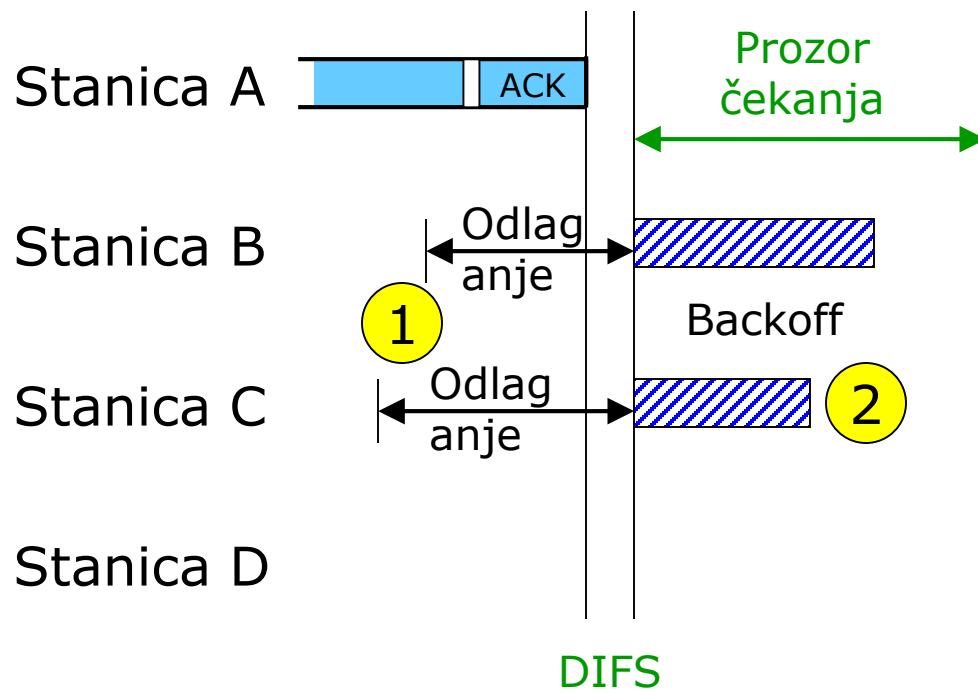 Prozor
čekanja
Stanica A
ACK
Stanica B
Odlag
anje
1
Backoff
Stanica C
Odlag
anje
2
Stanica D
DIFS